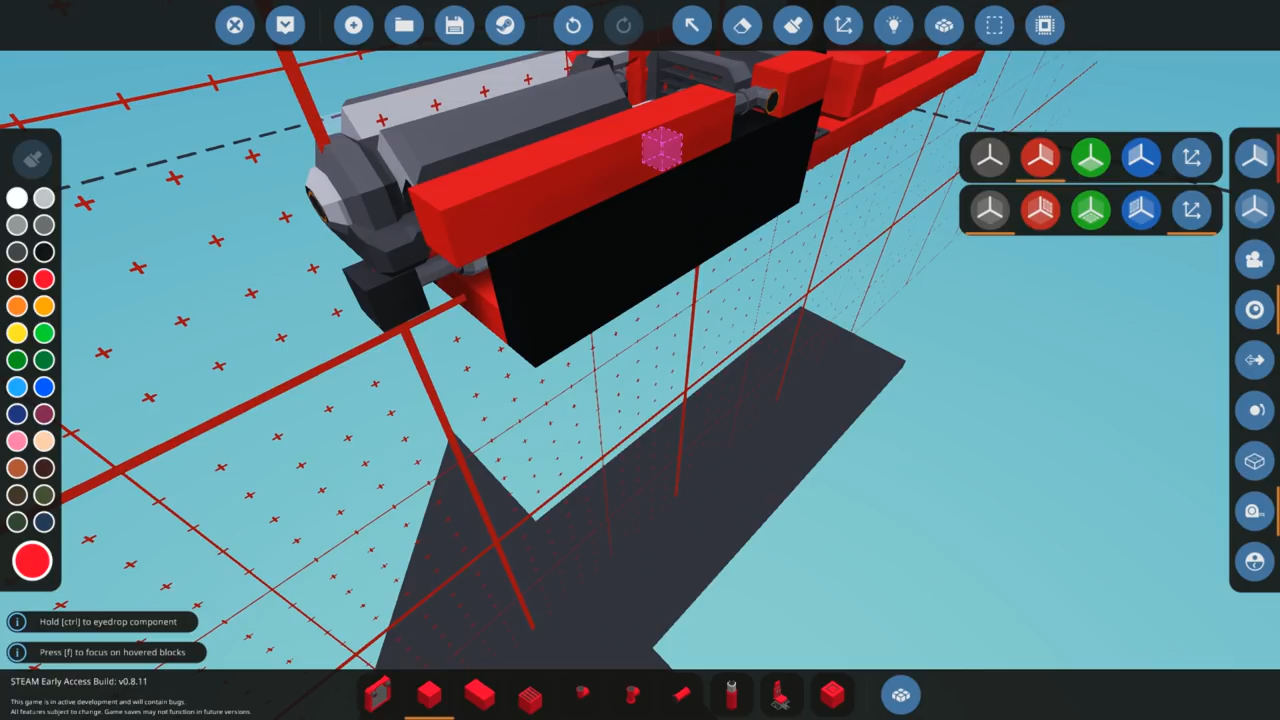 Hold [ctrl] to eyedrop component
Press [f] to focus on hovered blocks
STEAM Early Access Build: v0.8.11
This game is in active development and will contain bugs.
All features subject to change. Game saves may not function in future versions.